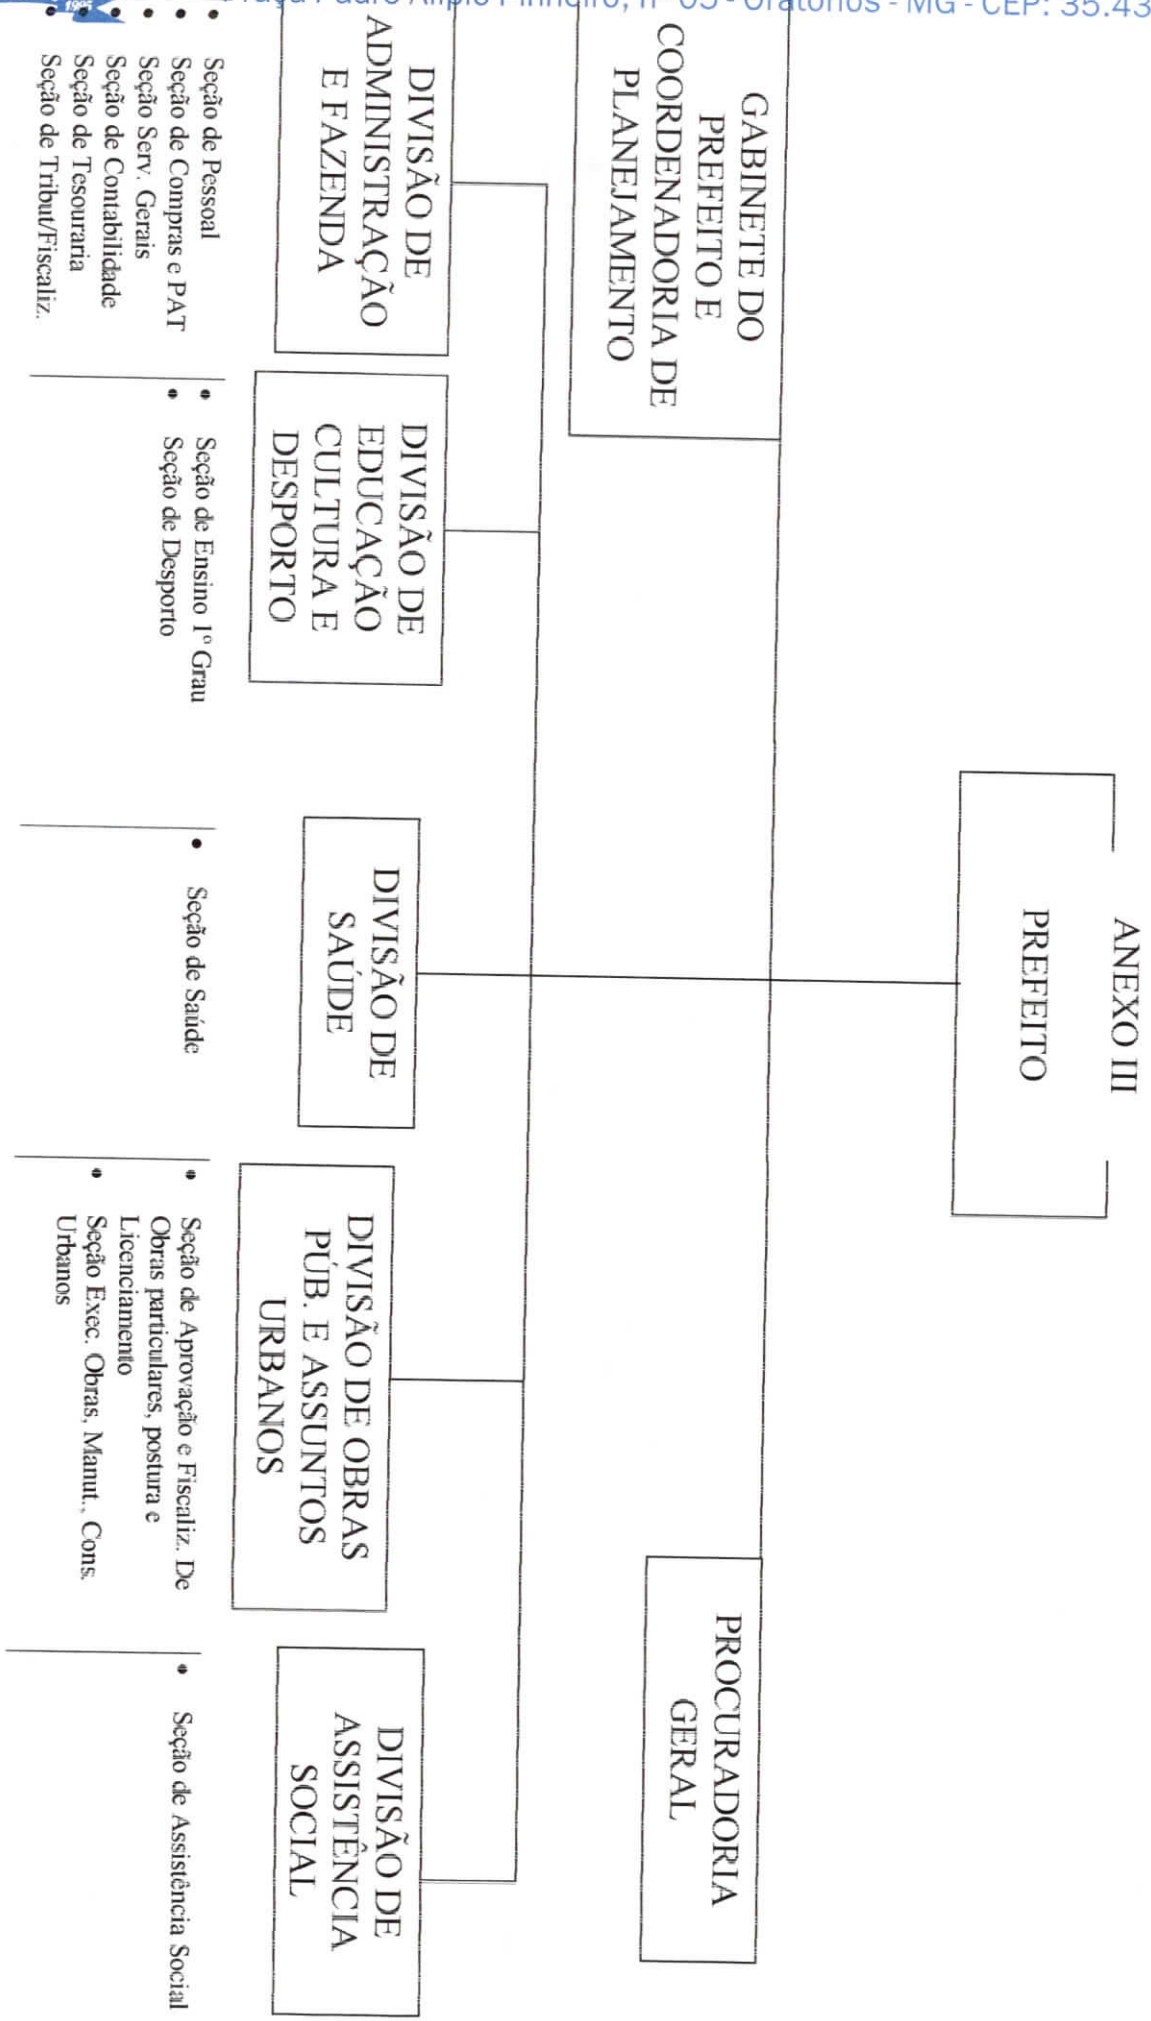 Padre Alípio Pinheiro, nº 05 - Oratórios - MG - CEP: 35.43
ANEXO III
PREFEITO
GABINETE DO
PREFEITO E
COORDENADORIA DE
PLANEJAMENTO
PROCURADORIA
GERAL
DIVISÃO DE
ADMINISTRAÇÃO
E FAZENDA
DIVISÃO DE
EDUCAÇÃO
CULTURA E
DESPORTO
DIVISÃO DE
SAÚDE
DIVISÃO DE OBRAS
PÚB. E ASSUNTOS
URBANOS
DIVISÃO DE
ASSISTÊNCIA
SOCIAL
• Seção de Pessoal
• Seção de Compras e PAT
• Seção Serv. Gerais
• Seção de Contabilidade
• Seção de Tesouraria
• Seção de Tribut/Fiscaliz.
• Seção de Ensino 1º Grau
• Seção de Desporto
• Seção de Saúde
• Seção de Aprovação e Fiscaliz. De
Obras particulares, postura e
Licenciamento
• Seção Exec. Obras, Manut., Cons.
Urbanos
• Seção de Assistência Social